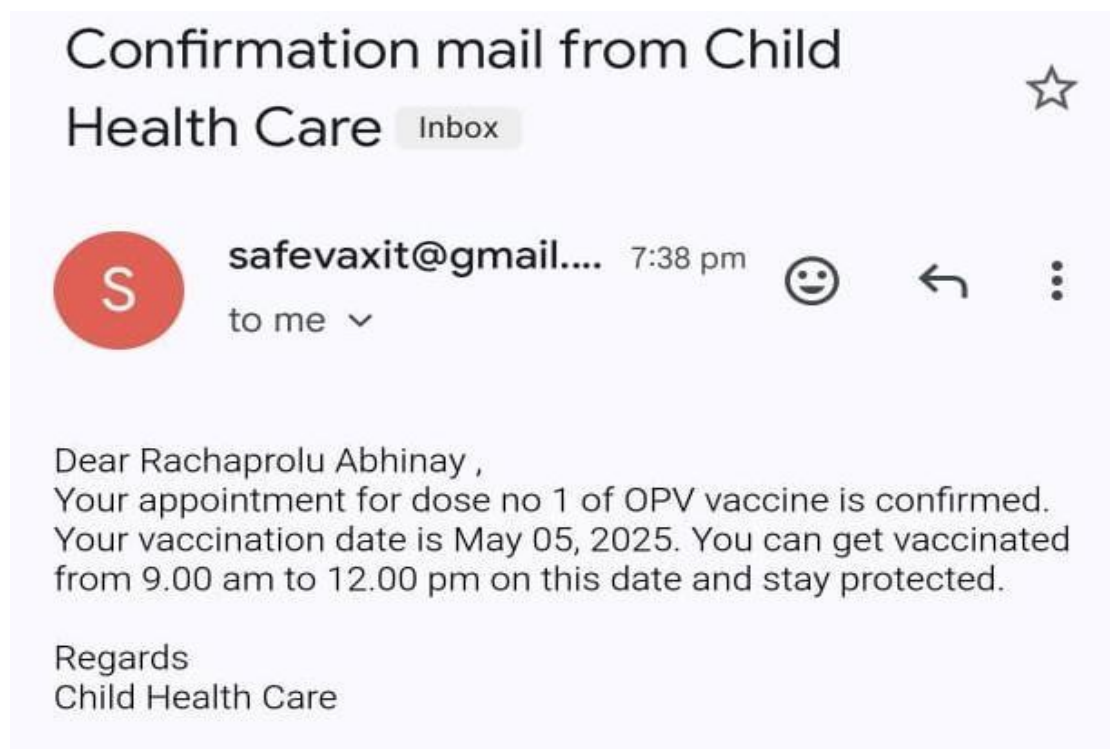 Confirmation mail from Child
Health Care Inbox
S
safevaxit@gmail.... 7:38 pm
to me
Dear Rachaprolu Abhinay ,
Your appointment for dose no 1 of OPV vaccine is confirmed.
Your vaccination date is May 05, 2025. You can get vaccinated
from 9.00 am to 12.00 pm on this date and stay protected.
Regards
Child Health Care